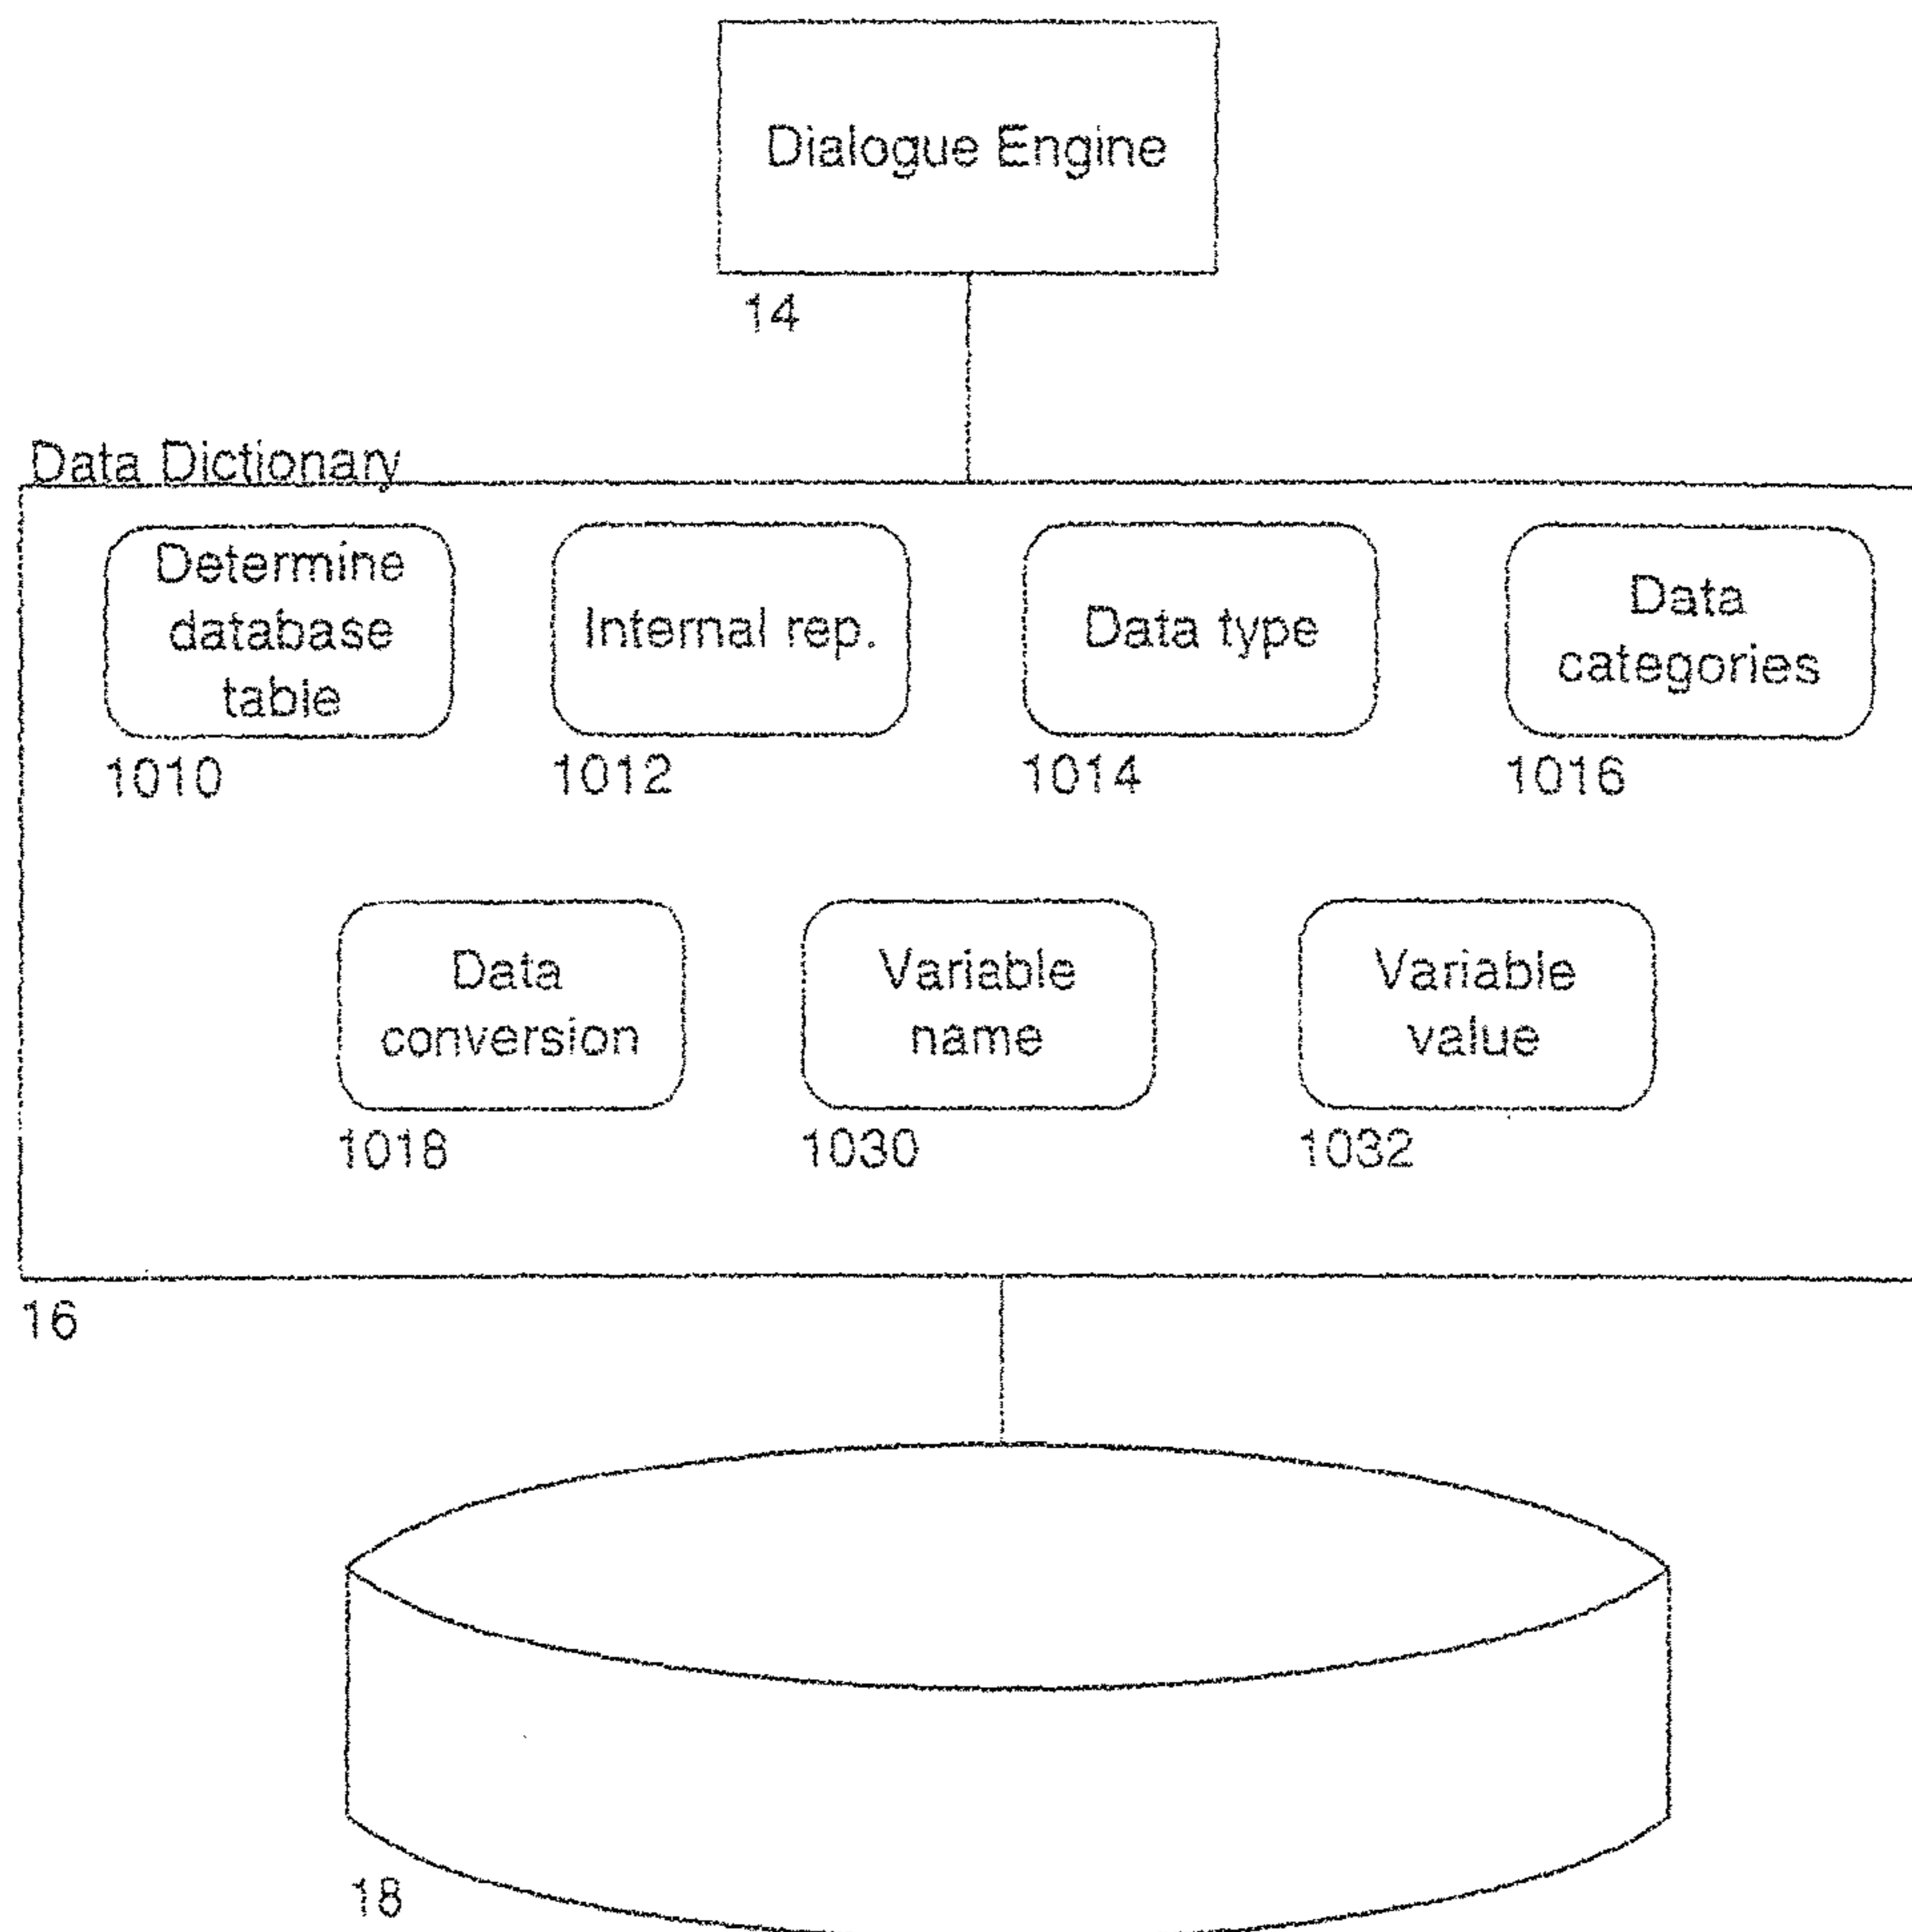 Dialogue Engine
14
Data Dictionary
Determine
database
table
1010
Internal rep.
1012
Data type
1014
Data
categories
1016
Data
conversion
1018
Variable
name
1030
Variable
value
1032
16
18